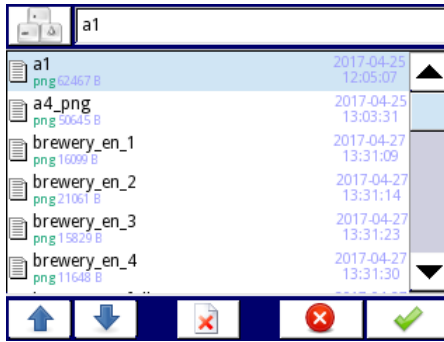 a1
a1 2017-04-25
png 62467 B 12:05:07
a4_png 2017-04-25
png 50645 B 13:03:31
brewery_en_1 2017-04-27
png 16099 B 13:31:09
brewery_en_2 2017-04-27
png 21061 B 13:31:14
brewery_en_3 2017-04-27
png 15829 B 13:31:23
brewery_en_4 2017-04-27
png 11648 B 13:31:30